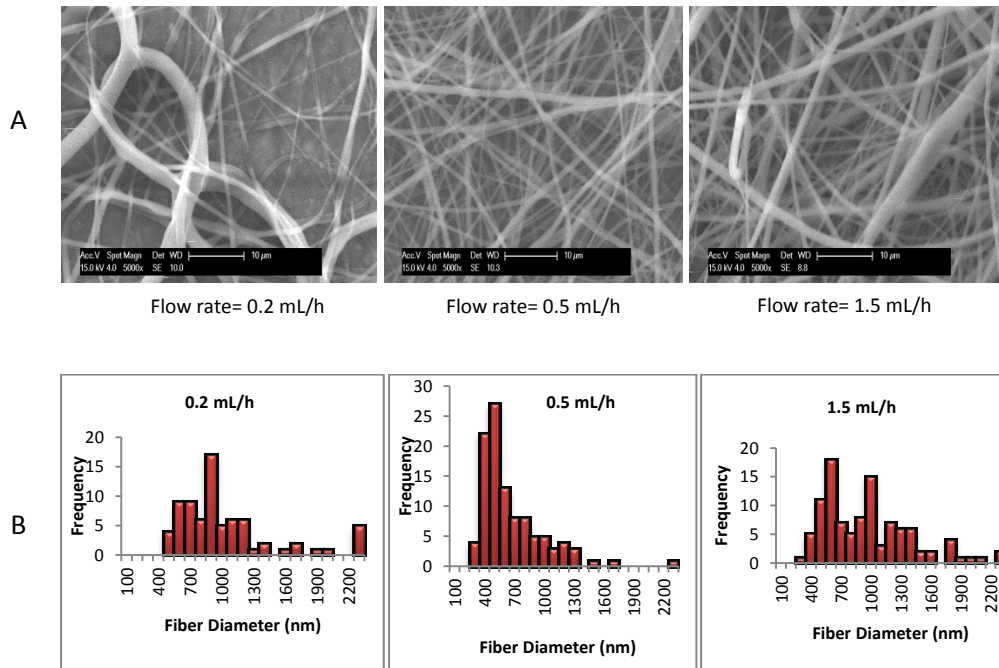 A
Acc.V Spot Magn Det WD 10 µm
15.0 kV 4.0 5000x SE 10.0
Acc.V Spot Magn Det WD 10 µm
15.0 kV 4.0 5000x SE 10.3
Acc.V Spot Magn Det WD 10 µm
15.0 kV 4.0 5000x SE 8.8
Flow rate= 0.2 mL/h
Flow rate= 0.5 mL/h
Flow rate= 1.5 mL/h
B
0.2 mL/h
Frequency
20
15
10
5
0
100 400 700 1000 1300 1600 1900 2200
Fiber Diameter (nm)
0.5 mL/h
Frequency
30
25
20
15
10
5
0
100 400 700 1000 1300 1600 1900 2200
Fiber Diameter (nm)
1.5 mL/h
Frequency
20
15
10
5
0
100 400 700 1000 1300 1600 1900 2200
Fiber Diameter (nm)